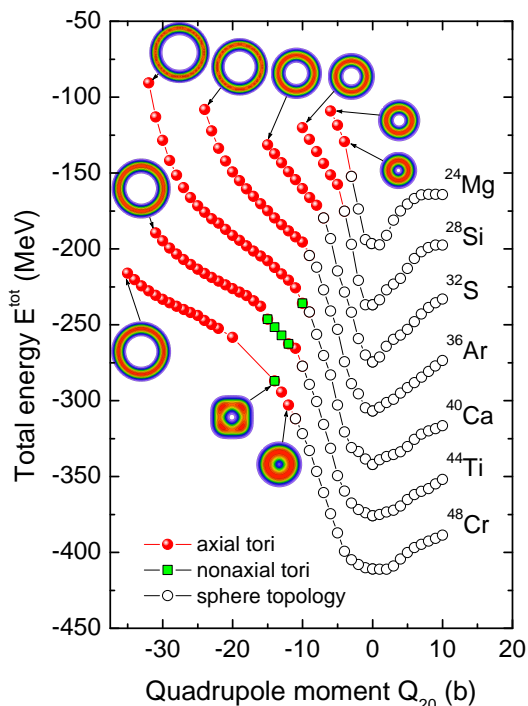 -50
-100
-150
-200
-250
-300
-350
-400
-450
Total energy E^tot (MeV)
^24Mg
^28Si
^32S
^36Ar
^40Ca
^44Ti
^48Cr
axial tori
nonaxial tori
sphere topology
-30 -20 -10 0 10 20
Quadrupole moment Q_20 (b)